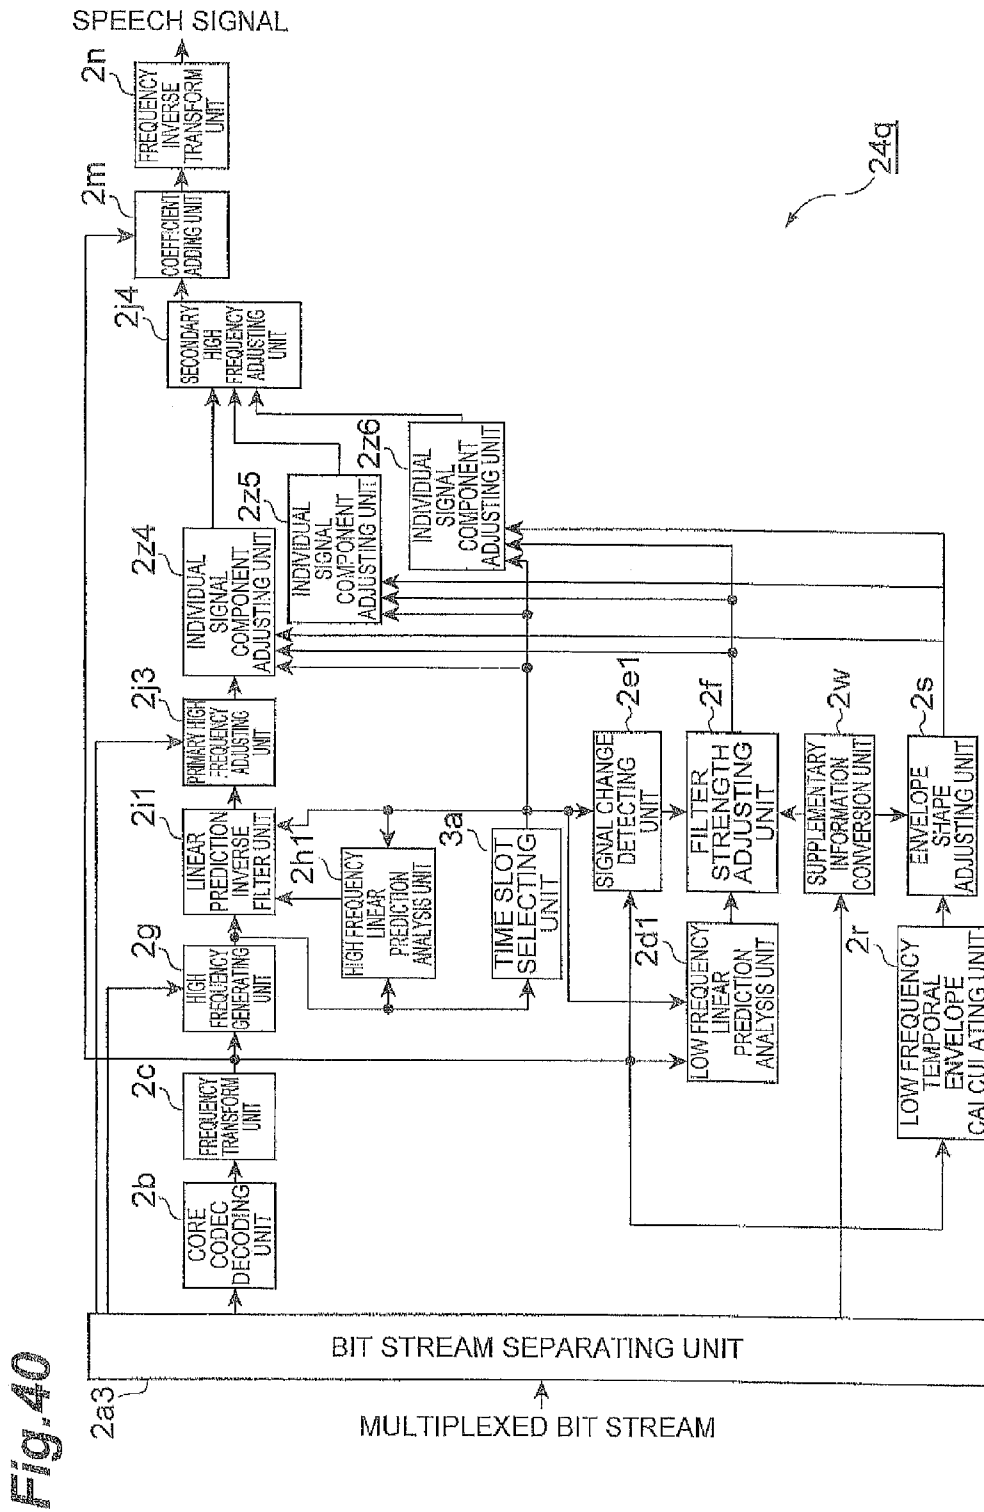 Fig.40
SPEECH SIGNAL
2n
FREQUENCY
INVERSE
TRANSFORM
UNIT
2m
COEFFICIENT
ADDING UNIT
2j4
SECONDARY
HIGH
FREQUENCY
ADJUSTING
UNIT
2z4
INDIVIDUAL
SIGNAL
COMPONENT
ADJUSTING UNIT
2z5
INDIVIDUAL
SIGNAL
COMPONENT
ADJUSTING UNIT
2z6
INDIVIDUAL
SIGNAL
COMPONENT
ADJUSTING UNIT
24q
2j3
PRIMARY HIGH
FREQUENCY
ADJUSTING
UNIT
2i1
LINEAR
PREDICTION
INVERSE
FILTER UNIT
2h1
HIGH FREQUENCY
LINEAR
PREDICTION
ANALYSIS UNIT
3a
TIME SLOT
SELECTING
UNIT
2e1
SIGNAL CHANGE
DETECTING
UNIT
2f
FILTER
STRENGTH
ADJUSTING
UNIT
2w
SUPPLEMENTARY
INFORMATION
CONVERSION UNIT
2s
ENVELOPE
SHAPE
ADJUSTING UNIT
2g
HIGH
FREQUENCY
GENERATING
UNIT
2d1
LOW FREQUENCY
LINEAR
PREDICTION
ANALYSIS UNIT
2r
LOW FREQUENCY
TEMPORAL
ENVELOPE
CALCULATING UNIT
2c
FREQUENCY
TRANSFORM
UNIT
2b
CORE
CODEC
DECODING
UNIT
2a3
BIT STREAM SEPARATING UNIT
MULTIPLEXED BIT STREAM